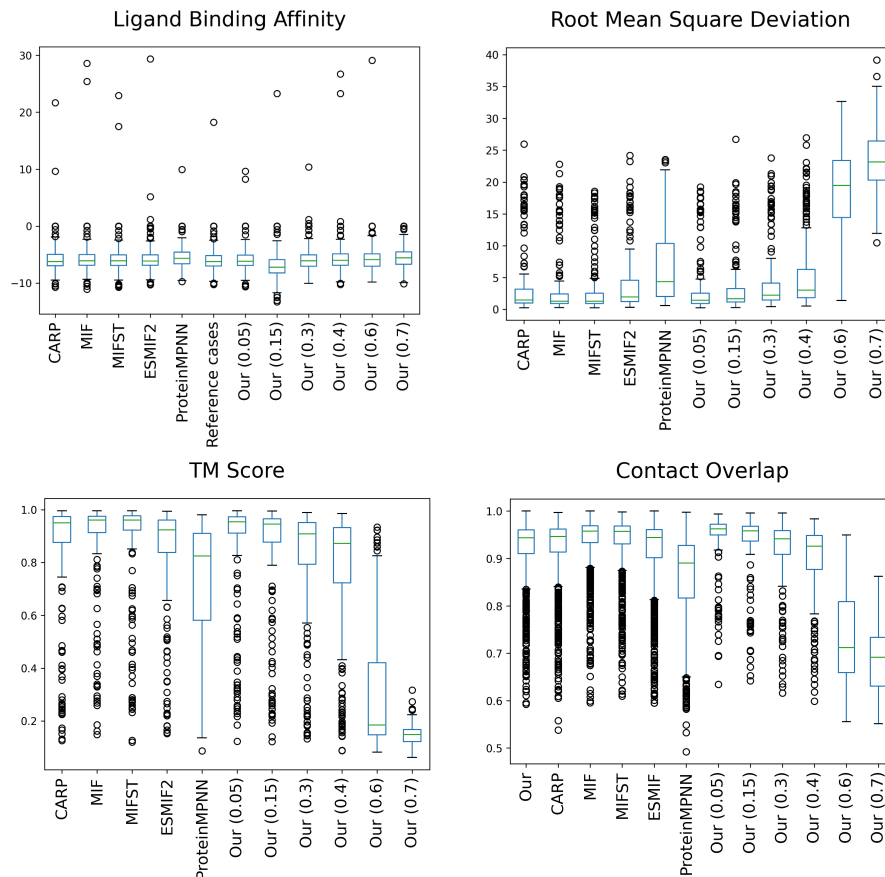 Ligand Binding Affinity
30
20
10
0
−10
CARP
MIF
MIFST
ESMIF2
ProteinMPNN
Reference cases
Our (0.05)
Our (0.15)
Our (0.3)
Our (0.4)
Our (0.6)
Our (0.7)
Root Mean Square Deviation
40
35
30
25
20
15
10
5
0
CARP
MIF
MIFST
ESMIF2
ProteinMPNN
Our (0.05)
Our (0.15)
Our (0.3)
Our (0.4)
Our (0.6)
Our (0.7)
TM Score
1.0
0.8
0.6
0.4
0.2
CARP
MIF
MIFST
ESMIF2
ProteinMPNN
Our (0.05)
Our (0.15)
Our (0.3)
Our (0.4)
Our (0.6)
Our (0.7)
Contact Overlap
1.0
0.9
0.8
0.7
0.6
0.5
Our
CARP
MIF
MIFST
ESMIF
ProteinMPNN
Our (0.05)
Our (0.15)
Our (0.3)
Our (0.4)
Our (0.6)
Our (0.7)